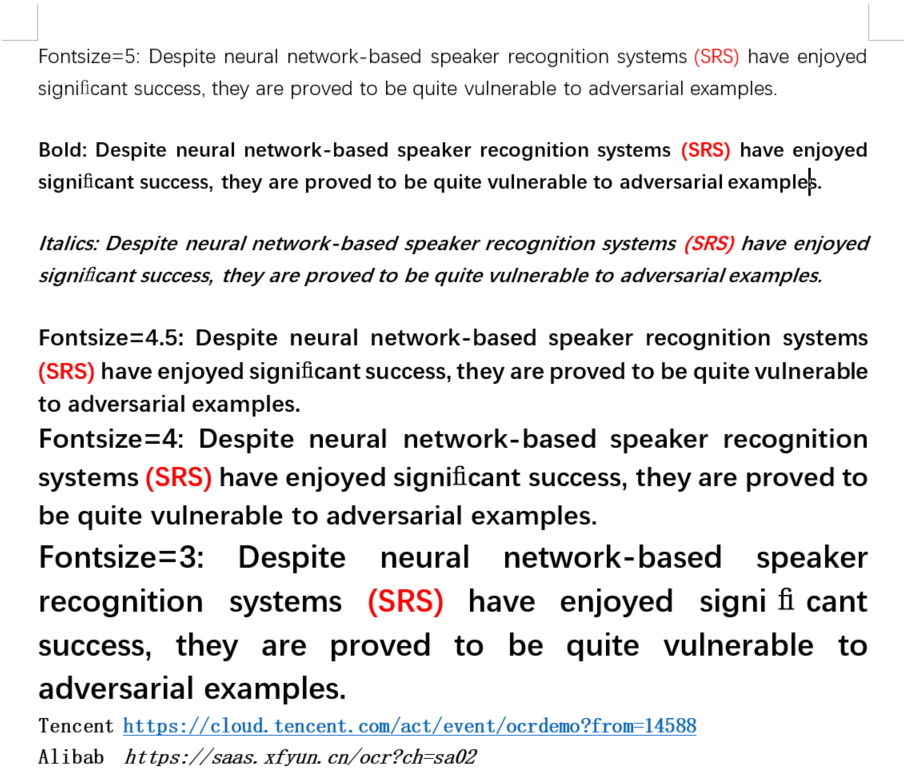 Fontsize=5: Despite neural network-based speaker recognition systems (SRS) have enjoyed
significant success, they are proved to be quite vulnerable to adversarial examples.
Bold: Despite neural network-based speaker recognition systems (SRS) have enjoyed
significant success, they are proved to be quite vulnerable to adversarial examples.
Italics: Despite neural network-based speaker recognition systems (SRS) have enjoyed
significant success, they are proved to be quite vulnerable to adversarial examples.
Fontsize=4.5: Despite neural network-based speaker recognition systems
(SRS) have enjoyed significant success, they are proved to be quite vulnerable
to adversarial examples.
Fontsize=4: Despite neural network-based speaker recognition
systems (SRS) have enjoyed significant success, they are proved to
be quite vulnerable to adversarial examples.
Fontsize=3: Despite neural network-based speaker
recognition systems (SRS) have enjoyed signi fi cant
success, they are proved to be quite vulnerable to
adversarial examples.
Tencent https://cloud.tencent.com/act/event/ocrdemo?from=14588
Alibab https://saas.xfyun.cn/ocr?ch=sa02